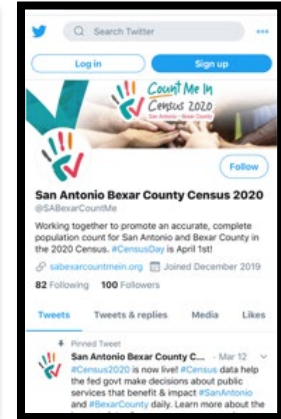 Search Twitter
Log in
Sign up
Count Me In
Census 2020
San Antonio - Bexar County
Follow
San Antonio Bexar County Census 2020
@SABexarCountMe
Working together to promote an accurate, complete
population count for San Antonio and Bexar County in
the 2020 Census. #CensusDay is April 1st!
sabexarcountmein.org Joined December 2019
82 Following 100 Followers
Tweets Tweets & replies Media Likes
Pinned Tweet
San Antonio Bexar County C... · Mar 12
#Census2020 is now live! #Census data help
the fed govt make decisions about public
services that benefit & impact #SanAntonio
and #BexarCounty daily. Learn more about the